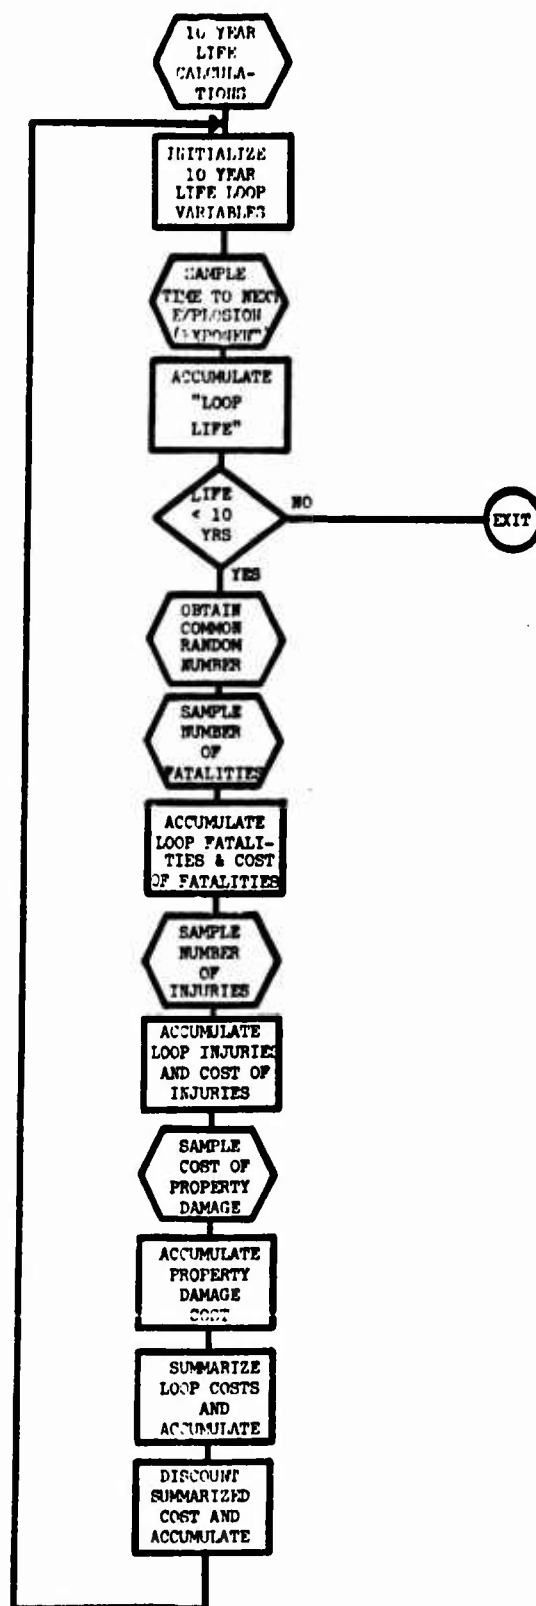 10 YEAR
LIFE
CALCULA-
TIONS
INITIALIZE
10 YEAR
LIFE LOOP
VARIABLES
SAMPLE
TIME TO NEXT
EXPLOSION
(EXPONENT)
ACCUMULATE
"LOOP
LIFE"
LIFE
< 10
YRS
NO
EXIT
YES
OBTAIN
COMMON
RANDOM
NUMBER
SAMPLE
NUMBER
OF
FATALITIES
ACCUMULATE
LOOP FATALI-
TIES & COST
OF FATALITIES
SAMPLE
NUMBER
OF
INJURIES
ACCUMULATE
LOOP INJURIES
AND COST OF
INJURIES
SAMPLE
COST OF
PROPERTY
DAMAGE
ACCUMULATE
PROPERTY
DAMAGE
COST
SUMMARIZE
LOOP COSTS
AND
ACCUMULATE
DISCOUNT
SUMMARIZED
COST AND
ACCUMULATE